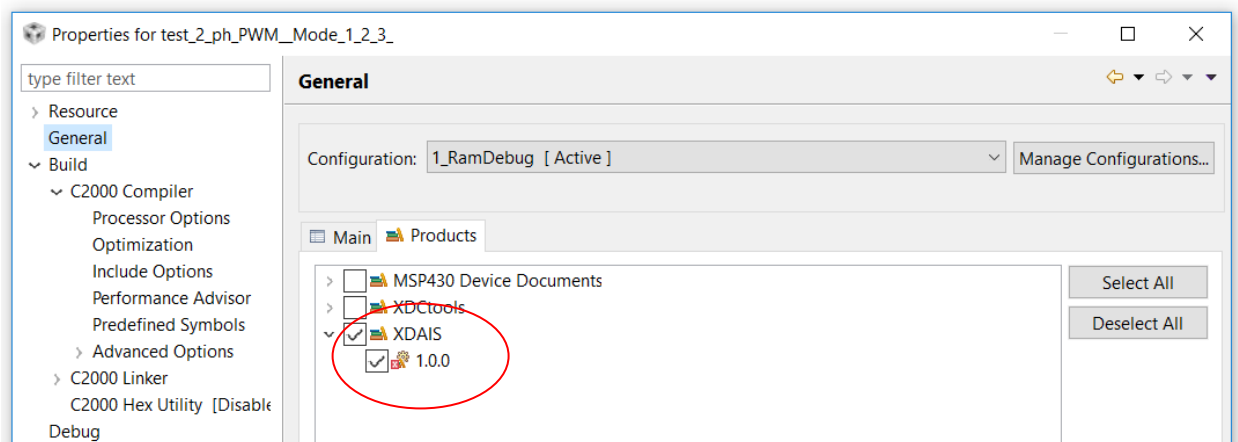 Properties for test_2_ph_PWM__Mode_1_2_3_
type filter text
General
Resource
General
Build
C2000 Compiler
Processor Options
Optimization
Include Options
Performance Advisor
Predefined Symbols
Advanced Options
C2000 Linker
C2000 Hex Utility [Disable
Debug
Configuration: 1_RamDebug [ Active ]
Manage Configurations...
Main
Products
MSP430 Device Documents
XDCtools
XDAIS
1.0.0
Select All
Deselect All